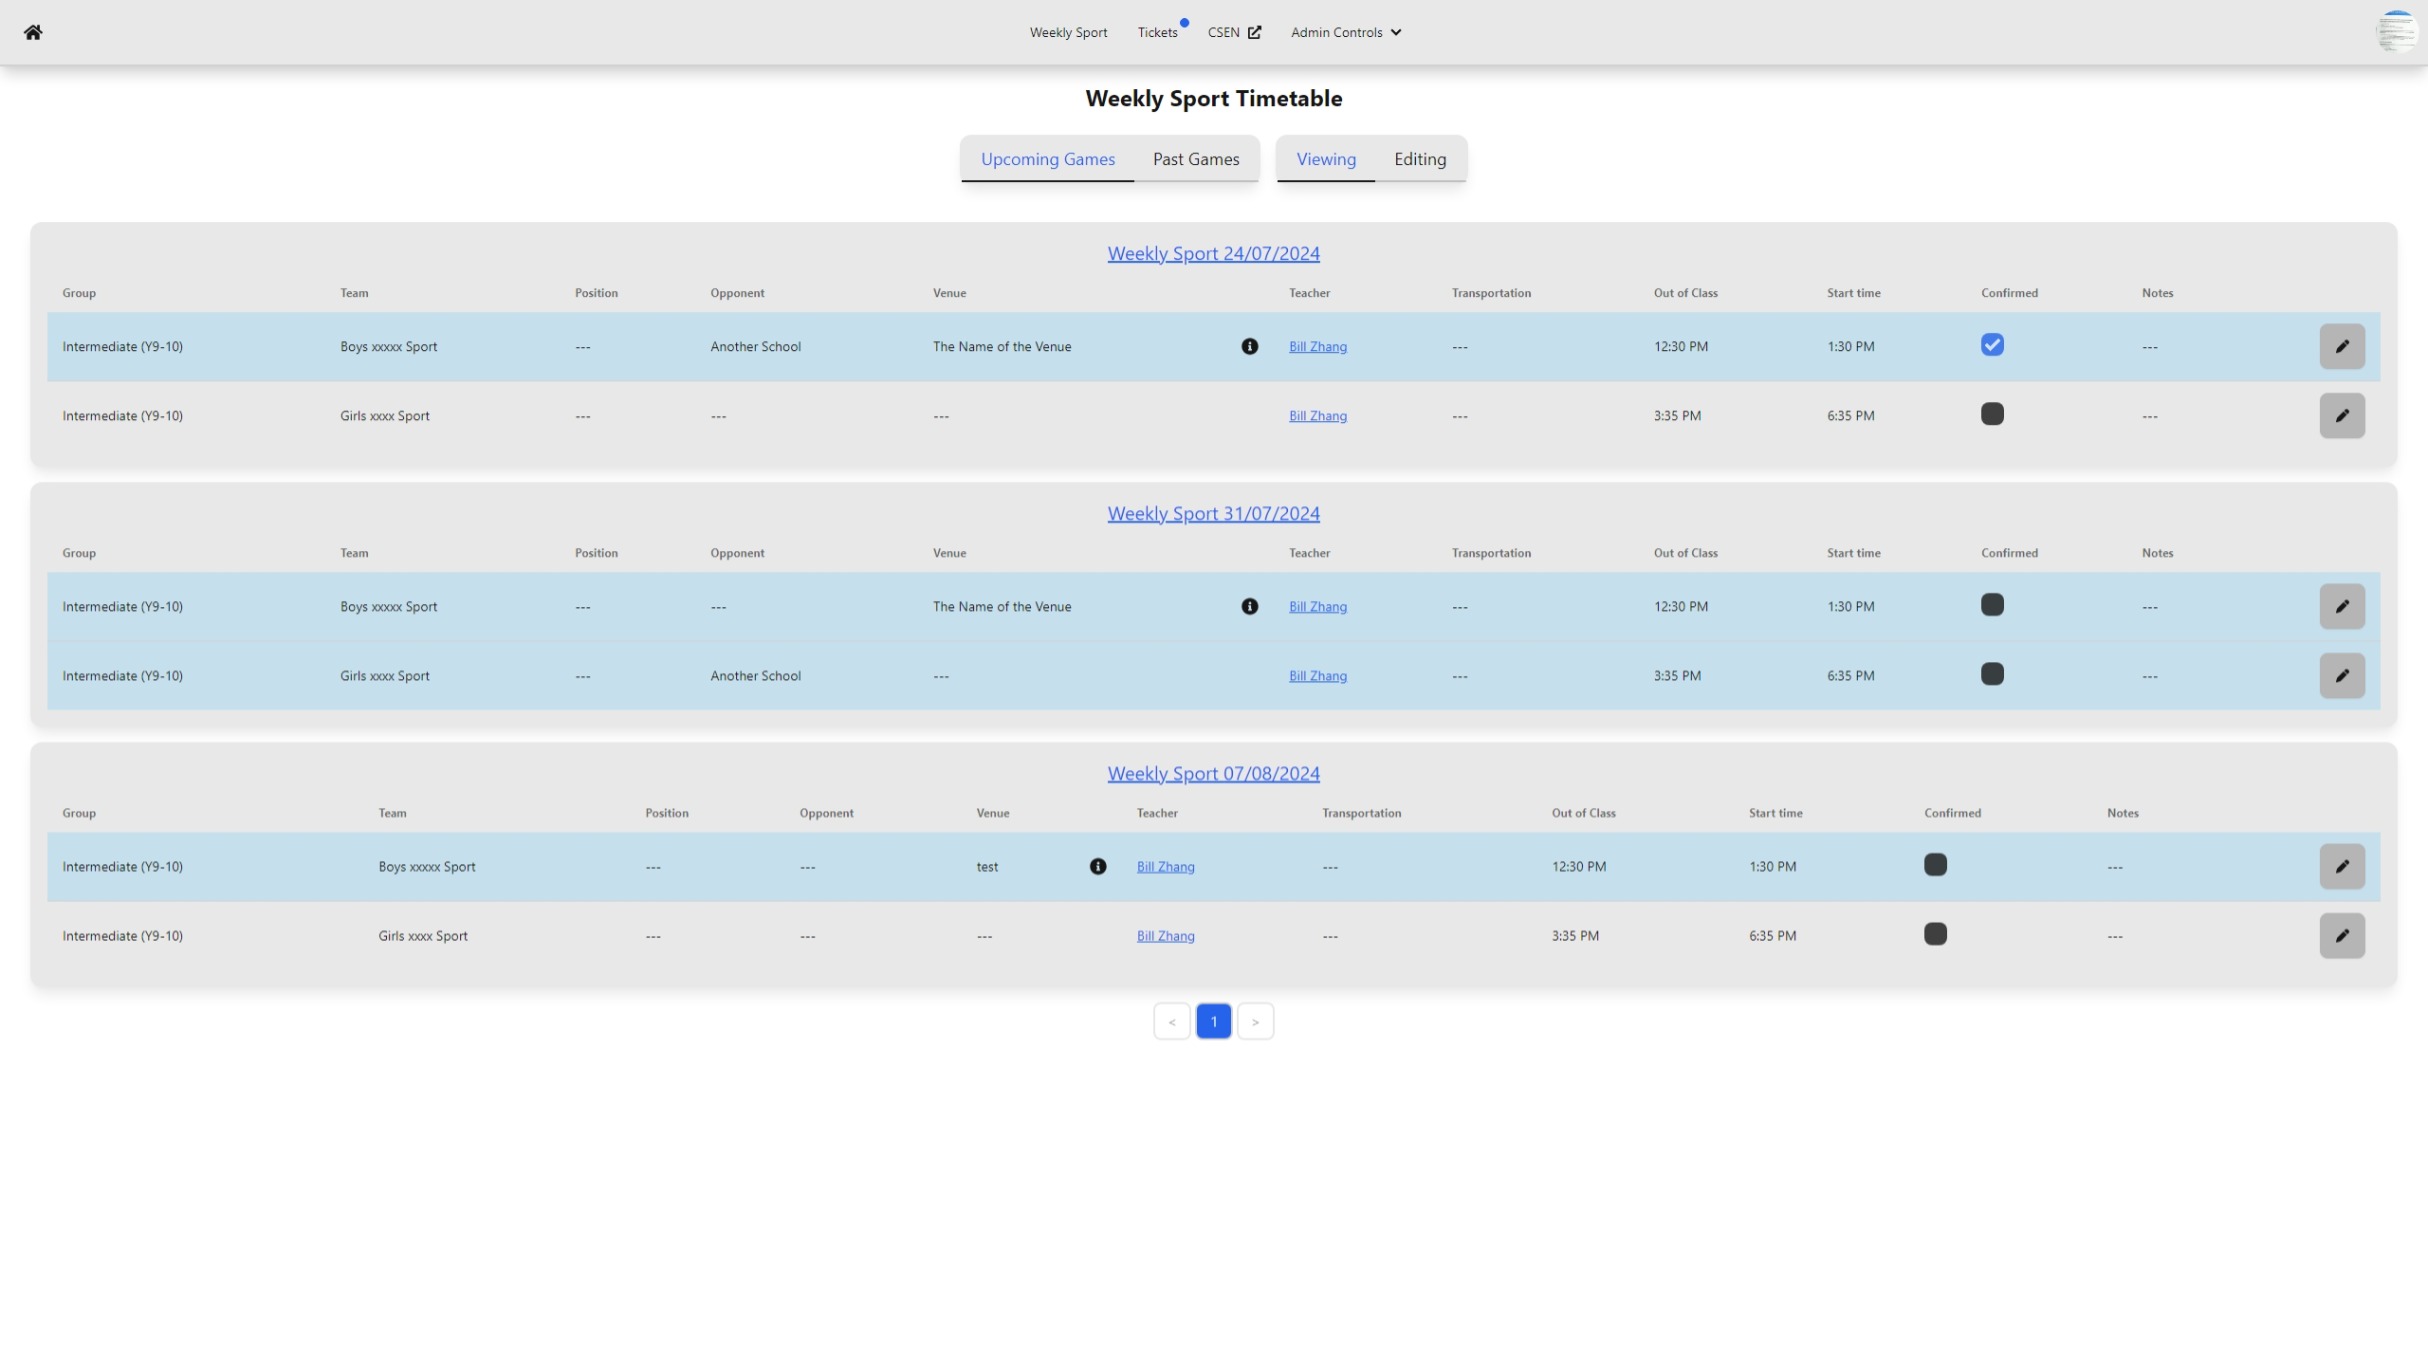 Weekly Sport Tickets CSEN Admin Controls
Weekly Sport Timetable
Upcoming Games Past Games Viewing Editing
Weekly Sport 24/07/2024
Group Team Position Opponent Venue Teacher Transportation Out of Class Start time Confirmed Notes
Intermediate (Y9-10) Boys xxxxx Sport --- Another School The Name of the Venue Bill Zhang --- 12:30 PM 1:30 PM ---
Intermediate (Y9-10) Girls xxxx Sport --- --- --- Bill Zhang --- 3:35 PM 6:35 PM ---
Weekly Sport 31/07/2024
Group Team Position Opponent Venue Teacher Transportation Out of Class Start time Confirmed Notes
Intermediate (Y9-10) Boys xxxxx Sport --- --- The Name of the Venue Bill Zhang --- 12:30 PM 1:30 PM ---
Intermediate (Y9-10) Girls xxxx Sport --- Another School --- Bill Zhang --- 3:35 PM 6:35 PM ---
Weekly Sport 07/08/2024
Group Team Position Opponent Venue Teacher Transportation Out of Class Start time Confirmed Notes
Intermediate (Y9-10) Boys xxxxx Sport --- --- test Bill Zhang --- 12:30 PM 1:30 PM ---
Intermediate (Y9-10) Girls xxxx Sport --- --- --- Bill Zhang --- 3:35 PM 6:35 PM ---
< 1 >